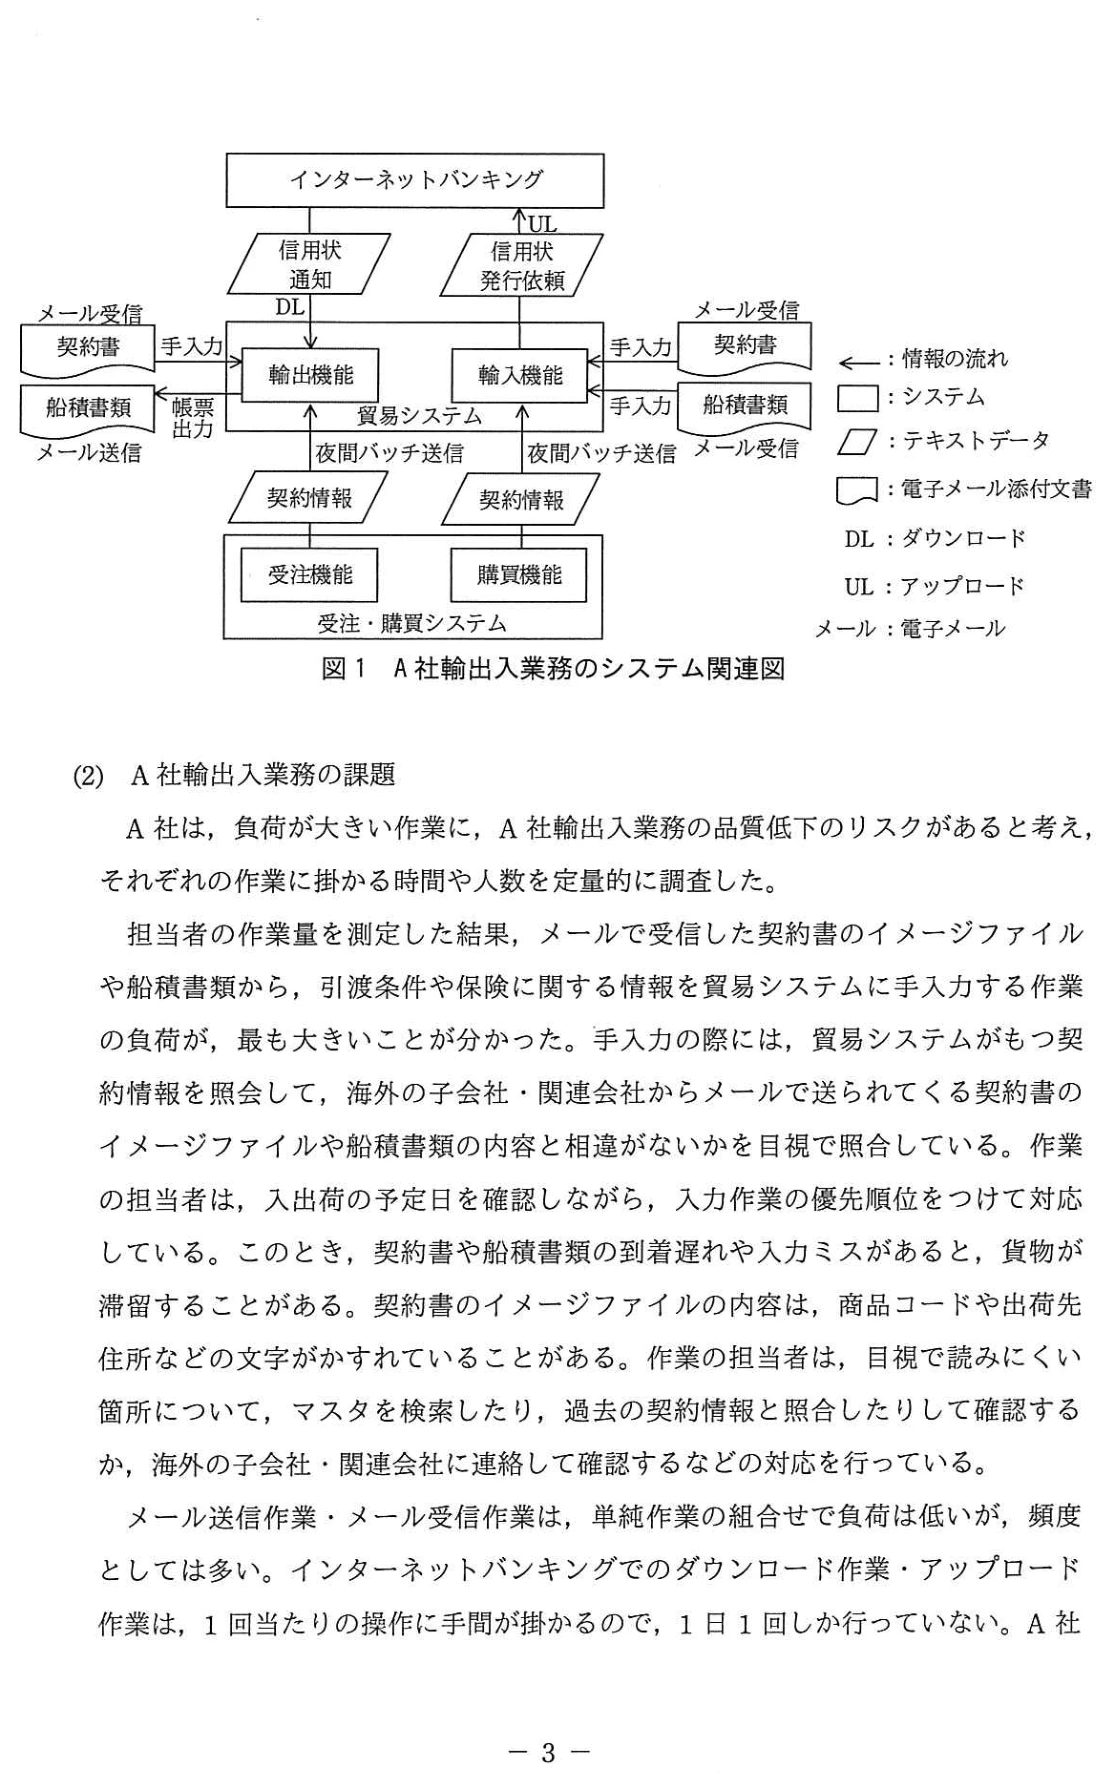 インターネットバンキング
UL
信用状
通知
信用状
発行依頼
DL
メール受信
メール受信
契約書
手入力
輸出機能
輸入機能
手入力
契約書
←：情報の流れ
船積書類
帳票
出力
貿易システム
手入力
船積書類
：システム
メール送信
夜間バッチ送信
夜間バッチ送信
メール受信
：テキストデータ
契約情報
契約情報
：電子メール添付文書
受注機能
購買機能
DL：ダウンロード
UL：アップロード
受注・購買システム
メール：電子メール
図1 A社輸出入業務のシステム関連図
(2) A社輸出入業務の課題
A社は，負荷が大きい作業に，A社輸出入業務の品質低下のリスクがあると考え，
それぞれの作業に掛かる時間や人数を定量的に調査した。
担当者の作業量を測定した結果，メールで受信した契約書のイメージファイル
や船積書類から，引渡条件や保険に関する情報を貿易システムに手入力する作業
の負荷が，最も大きいことが分かった。手入力の際には，貿易システムがもつ契
約情報を照会して，海外の子会社・関連会社からメールで送られてくる契約書の
イメージファイルや船積書類の内容と相違がないかを目視で照合している。作業
の担当者は，入出荷の予定日を確認しながら，入力作業の優先順位をつけて対応
している。このとき，契約書や船積書類の到着遅れや入力ミスがあると，貨物が
滞留することがある。契約書のイメージファイルの内容は，商品コードや出荷先
住所などの文字がかすれていることがある。作業の担当者は，目視で読みにくい
箇所について，マスタを検索したり，過去の契約情報と照合したりして確認する
か，海外の子会社・関連会社に連絡して確認するなどの対応を行っている。
メール送信作業・メール受信作業は，単純作業の組合せで負荷は低いが，頻度
としては多い。インターネットバンキングでのダウンロード作業・アップロード
作業は，1回当たりの操作に手間が掛かるので，1日1回しか行っていない。A社
－ 3 －